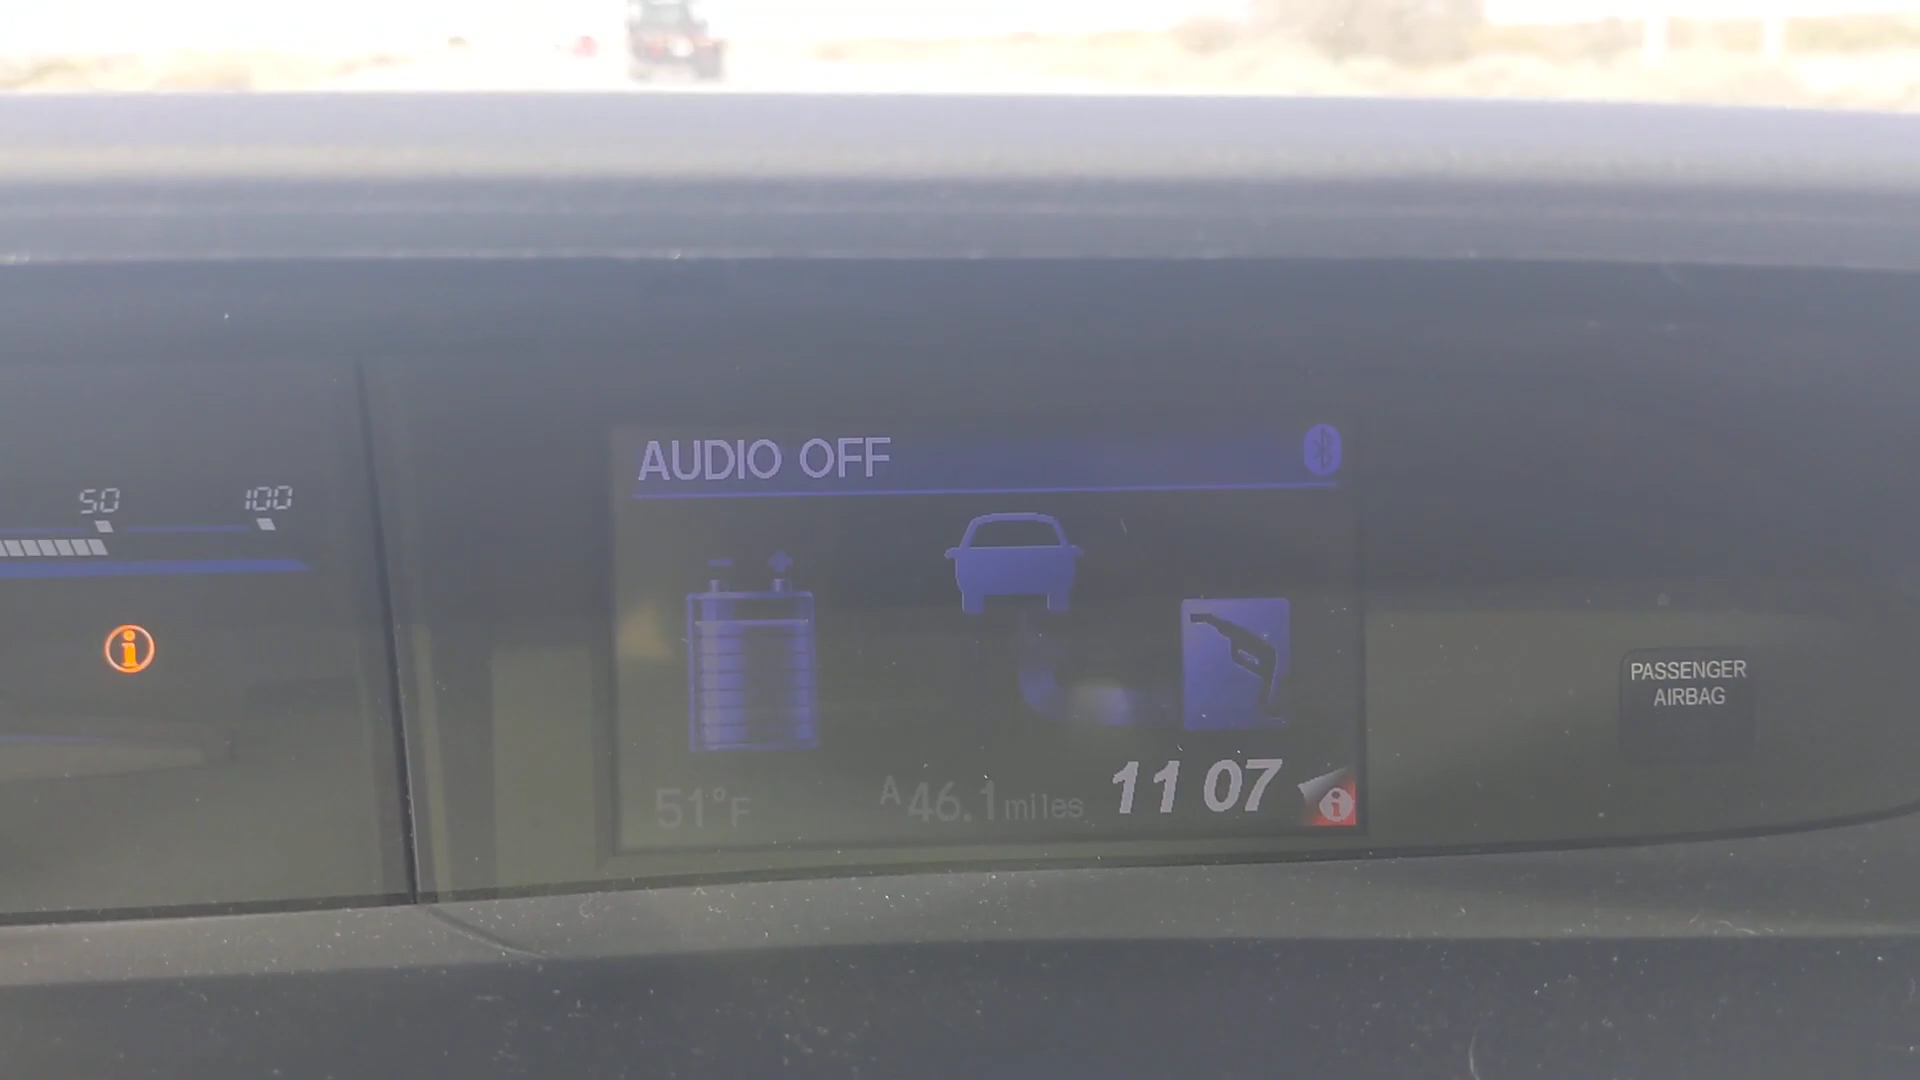 50 100
AUDIO OFF
51°F
A 46.1 miles
11 07
PASSENGER
AIRBAG